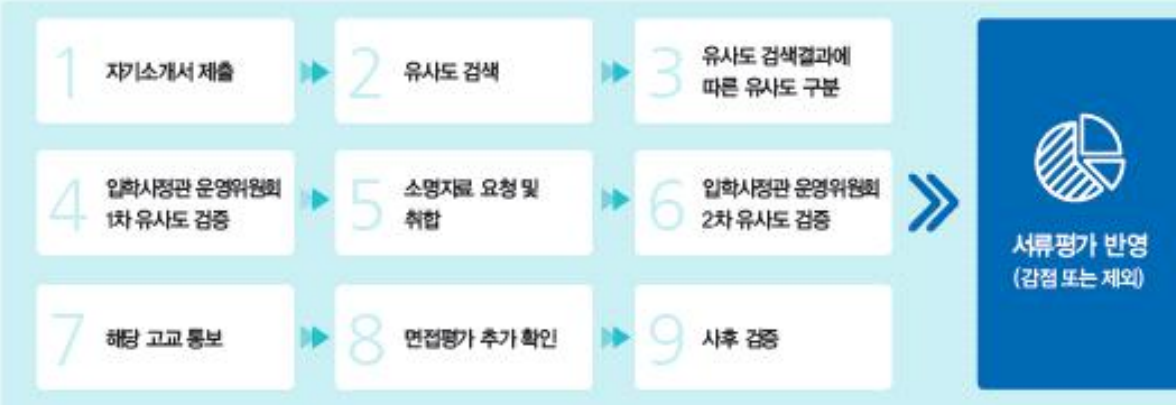 1 자기소개서 제출
2 유사도 검색
3 유사도 검색결과에
따른 유사도 구분
4 입학사정관 운영위원회
1차 유사도 검증
5 소명자료 요청 및
취합
6 입학사정관 운영위원회
2차 유사도 검증
7 해당 고교 통보
8 면접평가 추가 확인
9 사후 검증
서류평가 반영
(감점 또는 제외)